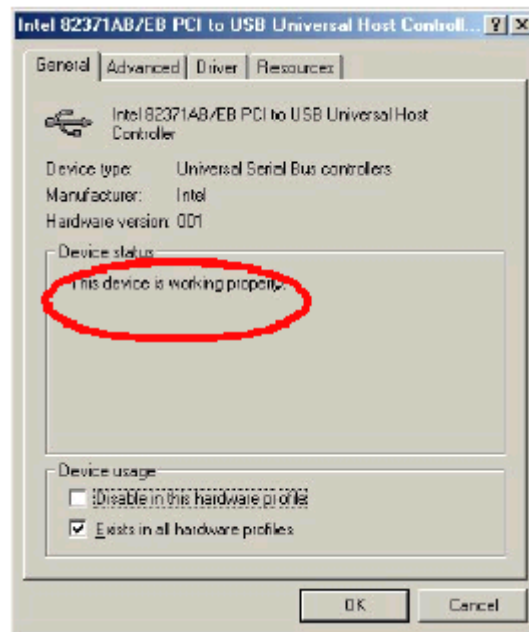 Intel 82371AB/EB PCI to USB Universal Host Controll... ? ×
General Advanced Driver Resources
Intel 82371AB/EB PCI to USB Universal Host
Controller
Device type: Universal Serial Bus controllers
Manufacturer: Intel
Hardware version: 001
Device status
This device is working properly.
Device usage
Disable in this hardware profile
Exists in all hardware profiles
OK Cancel